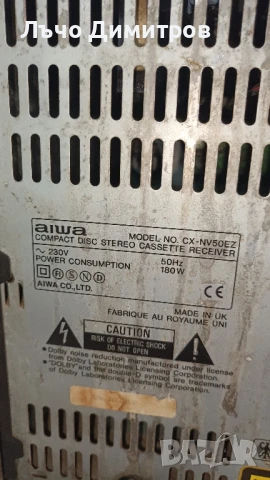 Лъчо Пътников
aiwa
MODEL NO. CX-NV50EZ
COMPACT DISC STEREO CASSETTE RECEIVER
~ 230V 50Hz
POWER CONSUMPTION 180W
R S N D
AIWA CO., LTD.
CE
MADE IN UK
FABRIQUE AU ROYAUME UNI
CAUTION
RISK OF ELECTRIC SHOCK
DO NOT OPEN
Dolby noise reduction manufactured under license
from Dolby Laboratories Licensing Corporation.
"DOLBY" and the double-D symbol are trademarks
of Dolby Laboratories Licensing Corporation.
BAZAR